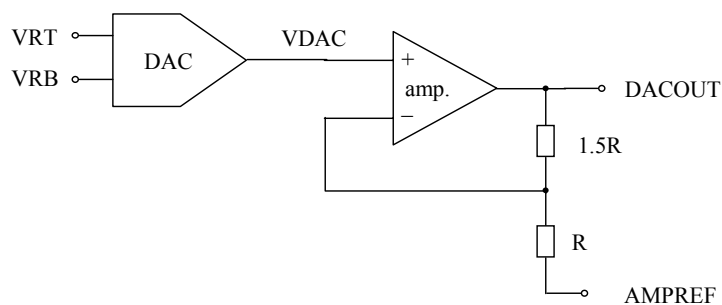 VRT
VRB
DAC
VDAC
+
amp.
−
DACOUT
1.5R
R
AMPREF